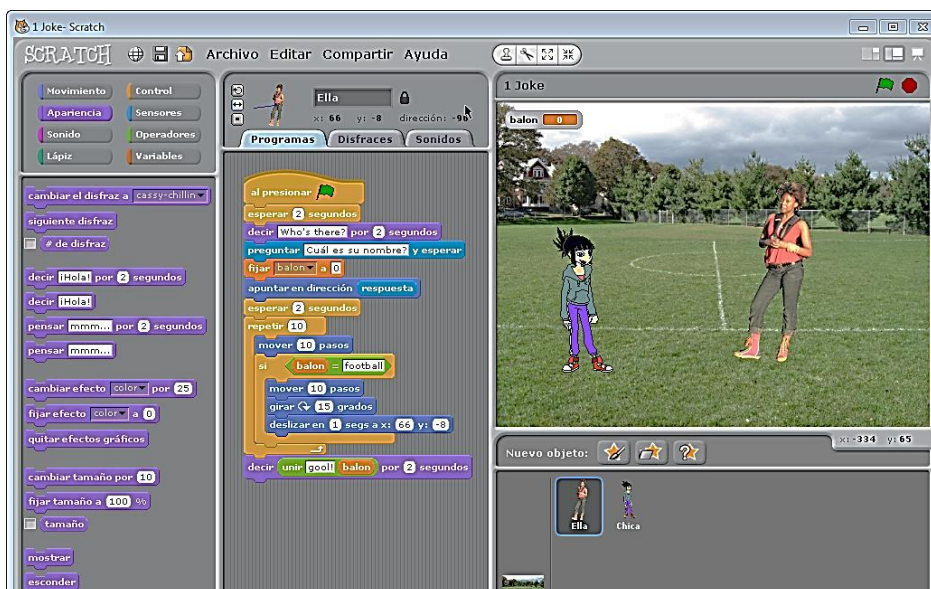 1 Joke- Scratch
SCRATCH Archivo Editar Compartir Ayuda
Movimiento Control
Apariencia Sensores
Sonido Operadores
Lápiz Variables
cambiar el disfraz a cassy-chillin
siguiente disfraz
# de disfraz
decir ¡Hola! por 2 segundos
decir ¡Hola!
pensar mmm... por 2 segundos
pensar mmm...
cambiar efecto color por 25
fijar efecto color a 0
quitar efectos gráficos
cambiar tamaño por 10
fijar tamaño a 100 %
tamaño
mostrar
esconder
Ella
x: 66 y: -8 dirección: -90
Programas Disfraces Sonidos
al presionar
esperar 2 segundos
decir Who's there? por 2 segundos
preguntar Cuál es su nombre? y esperar
fijar balon a 0
apuntar en dirección respuesta
esperar 2 segundos
repetir 10
mover 10 pasos
si balon = football
mover 10 pasos
girar 15 grados
deslizar en 1 segs a x: 66 y: -8
decir unir gool! balon por 2 segundos
1 Joke
balon 0
x: -334 y: 65
Nuevo objeto:
Ella Chica